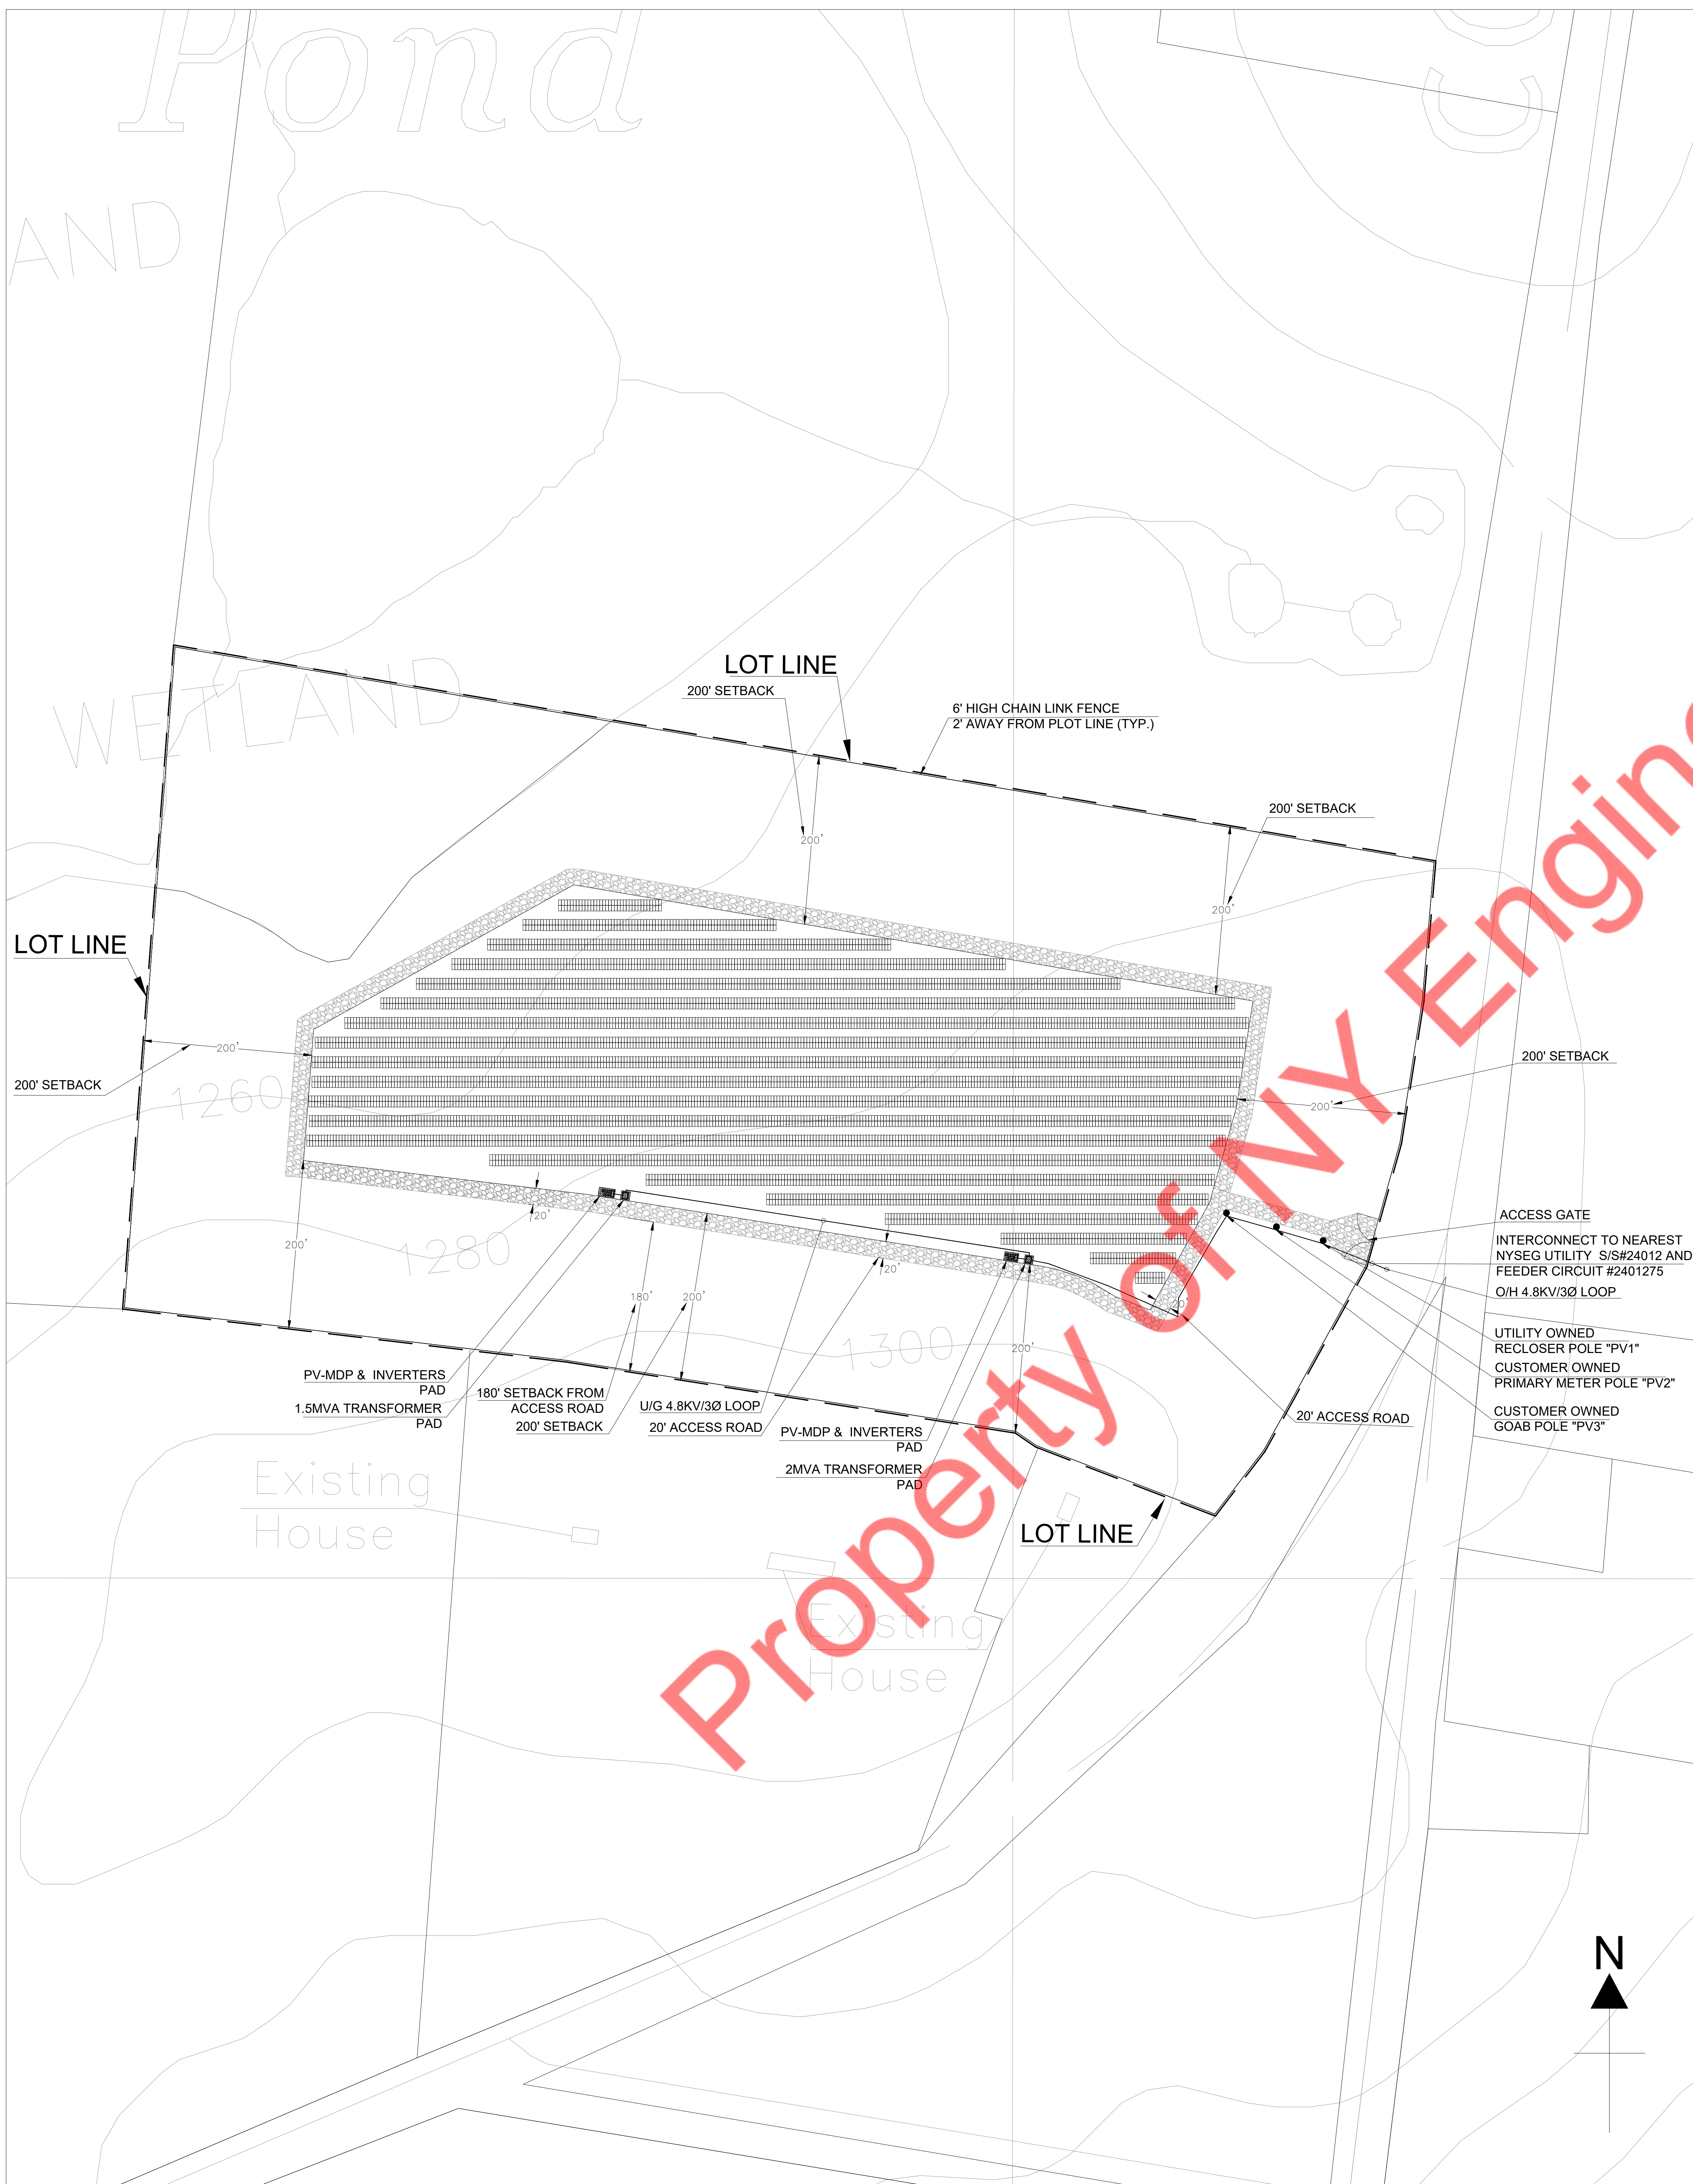 Pond
AND
WETLAND
LOT LINE
200' SETBACK
6' HIGH CHAIN LINK FENCE
2' AWAY FROM PLOT LINE (TYP.)
200' SETBACK
200'
200'
LOT LINE
200'
200' SETBACK
1260
200' SETBACK
200'
ACCESS GATE
INTERCONNECT TO NEAREST
NYSEG UTILITY S/S#24012 AND
FEEDER CIRCUIT #2401275
O/H 4.8KV/3Ø LOOP
20'
200'
1280
20'
180'
200'
20'
1300
200'
UTILITY OWNED
RECLOSER POLE "PV1"
CUSTOMER OWNED
PRIMARY METER POLE "PV2"
CUSTOMER OWNED
GOAB POLE "PV3"
PV-MDP & INVERTERS
PAD
1.5MVA TRANSFORMER
PAD
180' SETBACK FROM
ACCESS ROAD
200' SETBACK
U/G 4.8KV/3Ø LOOP
20' ACCESS ROAD
PV-MDP & INVERTERS
PAD
2MVA TRANSFORMER
PAD
20' ACCESS ROAD
LOT LINE
Existing
House
Existing
House
Property of NY Engin
N